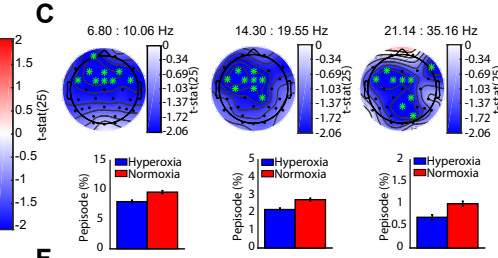 C
6.80 : 10.06 Hz
14.30 : 19.55 Hz
21.14 : 35.16 Hz
2
1.5
1
0.5
0
-0.5
-1
-1.5
-2
t-stat(25)
0
-0.34
-0.69
-1.03
-1.37
-1.72
-2.06
t-stat(25)
0
-0.34
-0.69
-1.03
-1.37
-1.72
-2.06
t-stat(25)
0
-0.34
-0.69
-1.03
-1.37
-1.72
-2.06
t-stat(25)
Pepisode (%)
15
10
5
0
Hyperoxia
Normoxia
Pepisode (%)
5
4
3
2
1
0
Hyperoxia
Normoxia
Pepisode (%)
2
1.5
1
0.5
0
Hyperoxia
Normoxia